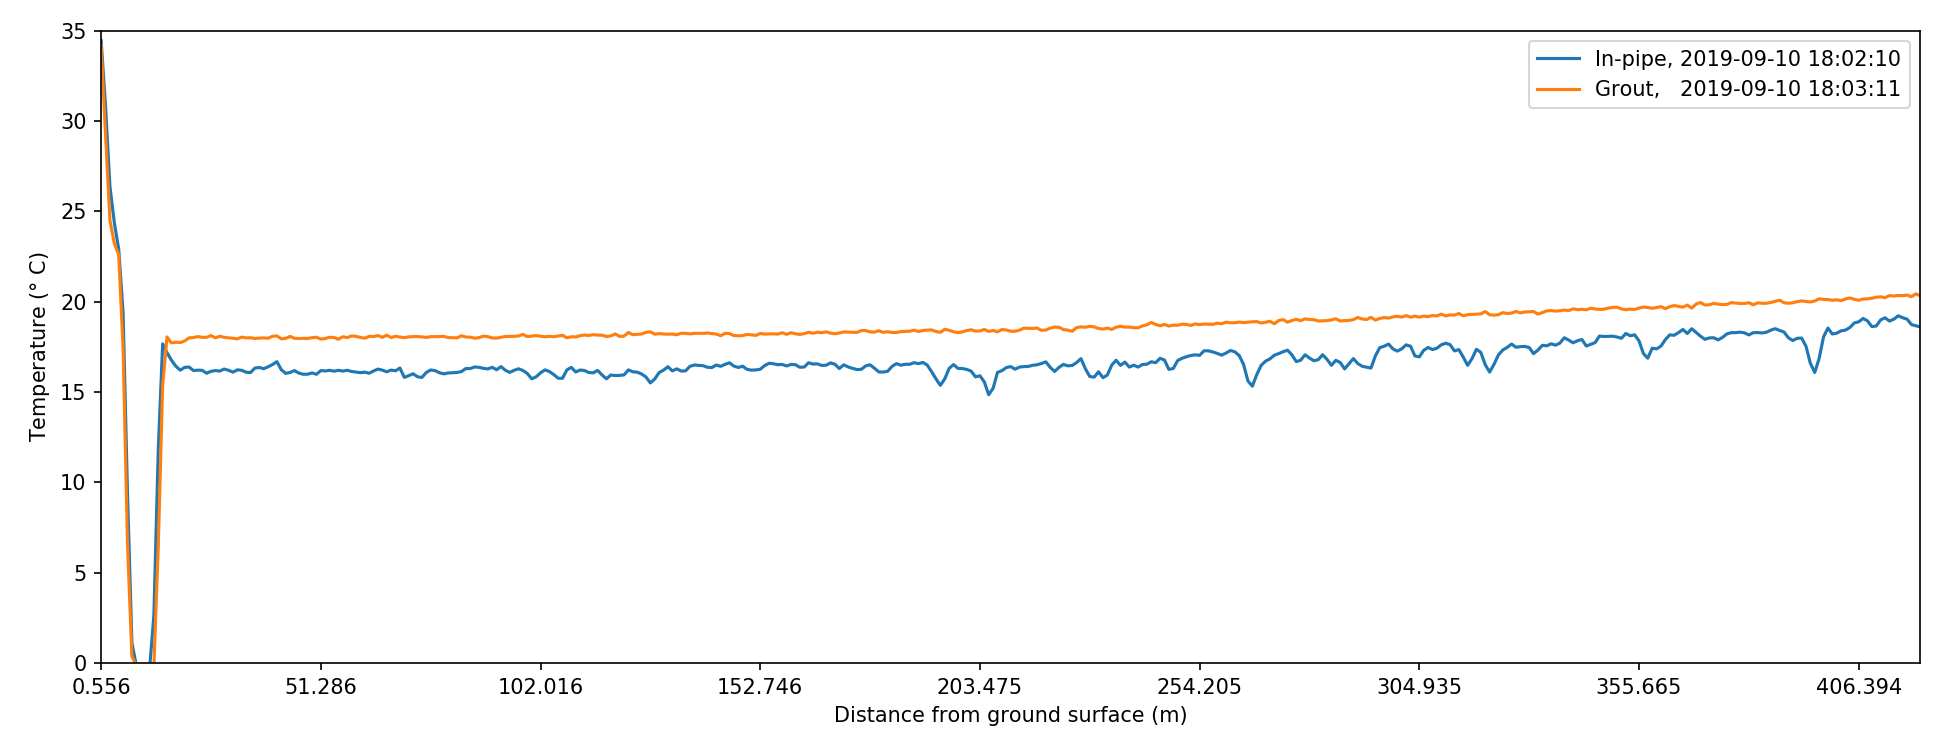 35
30
25
20
15
10
5
0
Temperature (° C)
In-pipe, 2019-09-10 18:02:10
Grout, 2019-09-10 18:03:11
0.556 51.286 102.016 152.746 203.475 254.205 304.935 355.665 406.394
Distance from ground surface (m)